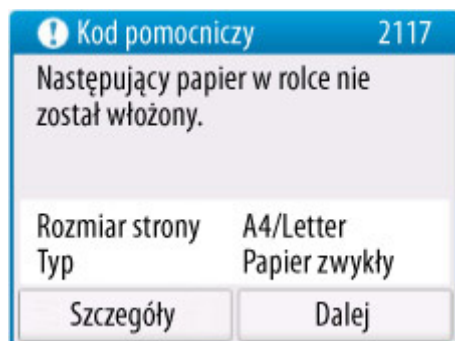 Kod pomocniczy 2117
Następujący papier w rolce nie
został włożony.
Rozmiar strony A4/Letter
Typ Papier zwykły
Szczegóły Dalej